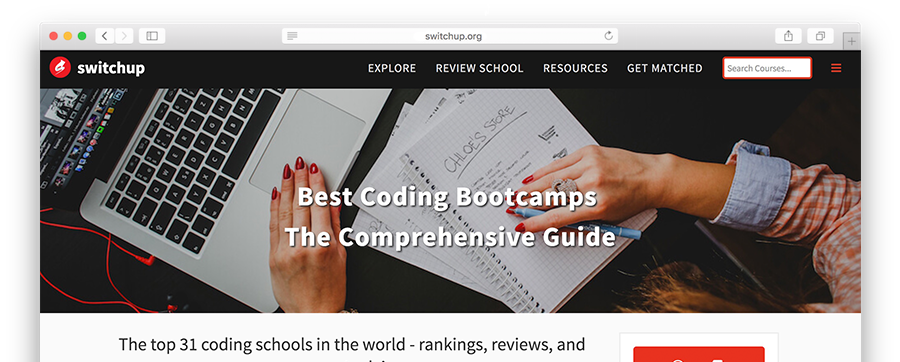 switchup.org
switchup
EXPLORE REVIEW SCHOOL RESOURCES GET MATCHED Search Courses...
CHLOE'S STORE
Best Coding Bootcamps
The Comprehensive Guide
The top 31 coding schools in the world - rankings, reviews, and